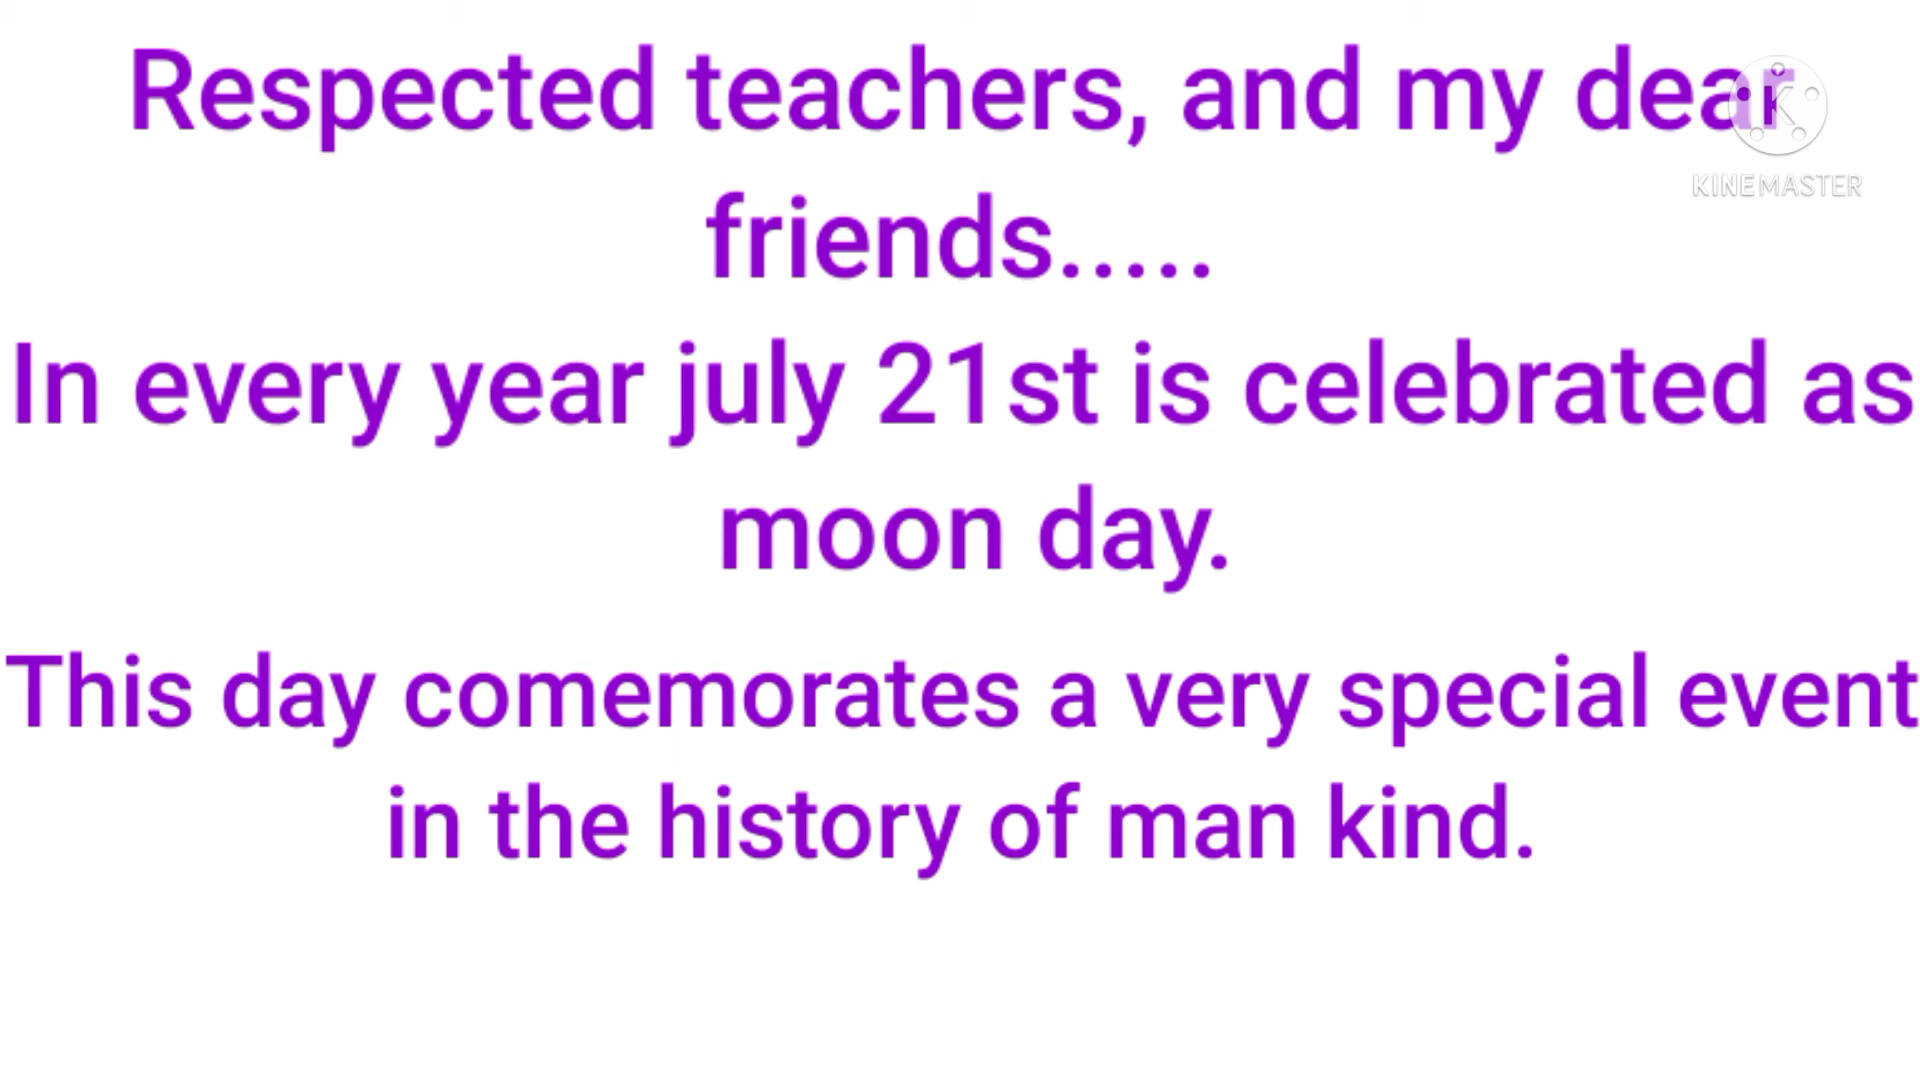 Respected teachers, and my dear
friends.....
In every year july 21st is celebrated as
moon day.
This day comemorates a very special event
in the history of man kind.
K
KINEMASTER